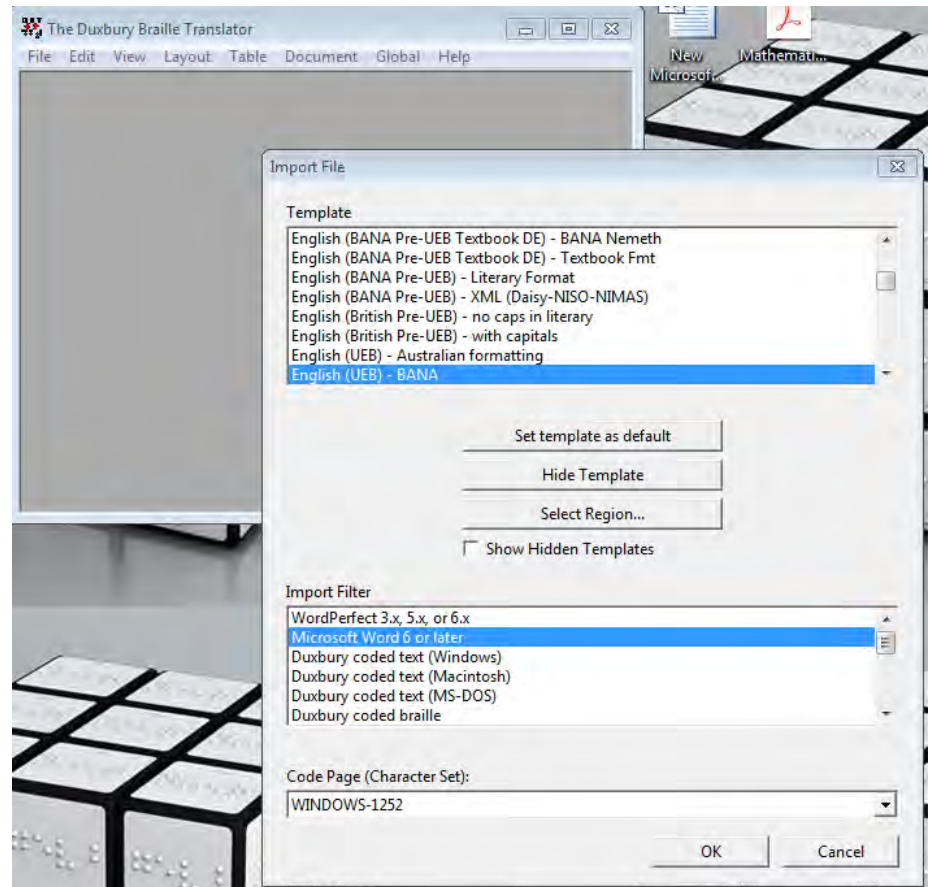 The Duxbury Braille Translator
File Edit View Layout Table Document Global Help
New
Microsof...
Mathemati...
Import File
Template
English (BANA Pre-UEB Textbook DE) - BANA Nemeth
English (BANA Pre-UEB Textbook DE) - Textbook Fmt
English (BANA Pre-UEB) - Literary Format
English (BANA Pre-UEB) - XML (Daisy-NISO-NIMAS)
English (British Pre-UEB) - no caps in literary
English (British Pre-UEB) - with capitals
English (UEB) - Australian formatting
English (UEB) - BANA
Set template as default
Hide Template
Select Region...
Show Hidden Templates
Import Filter
WordPerfect 3.x, 5.x, or 6.x
Microsoft Word 6 or later
Duxbury coded text (Windows)
Duxbury coded text (Macintosh)
Duxbury coded text (MS-DOS)
Duxbury coded braille
Code Page (Character Set):
WINDOWS-1252
OK Cancel